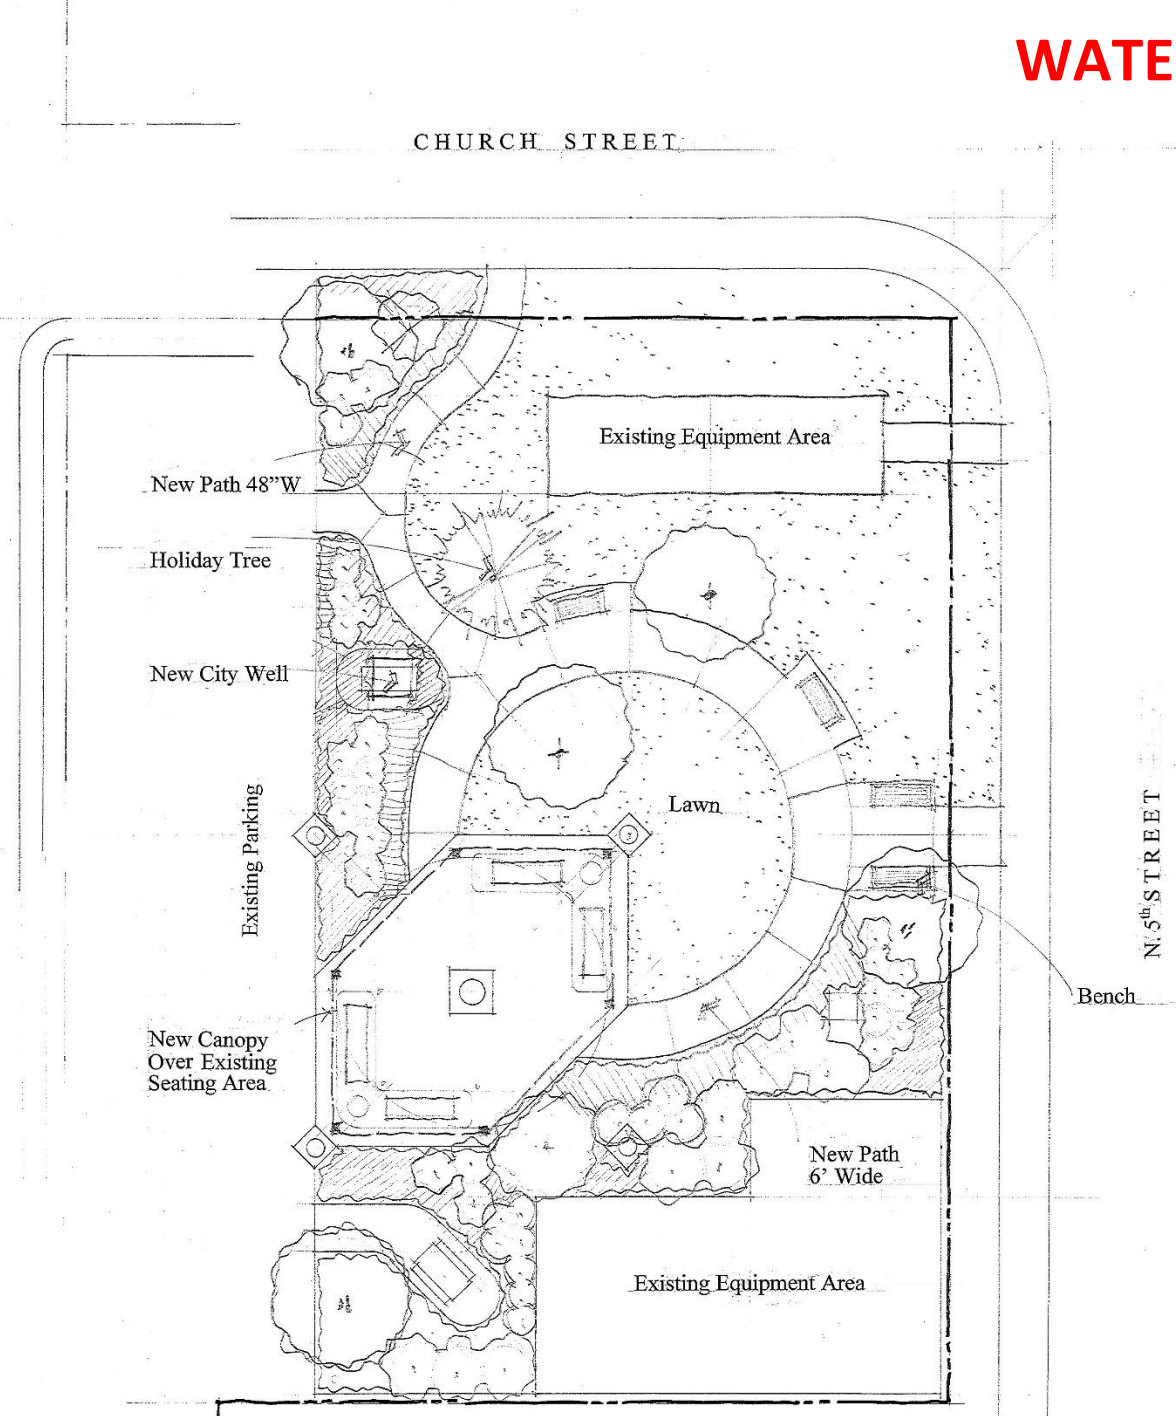 WATE
CHURCH STREET
Existing Equipment Area
New Path 48"W
Holiday Tree
New City Well
Lawn
Existing Parking
N. 5th STREET
Bench
New Canopy
Over Existing
Seating Area
New Path
6' Wide
Existing Equipment Area